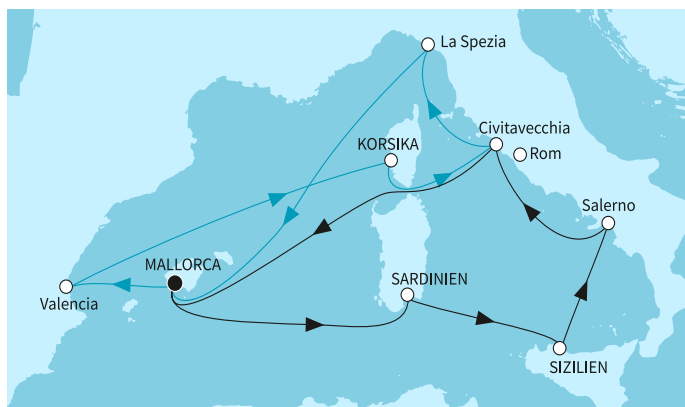 La Spezia
Civitavecchia
KORSIKA
Rom
Salerno
MALLORCA
SARDINIEN
Valencia
SIZILIEN